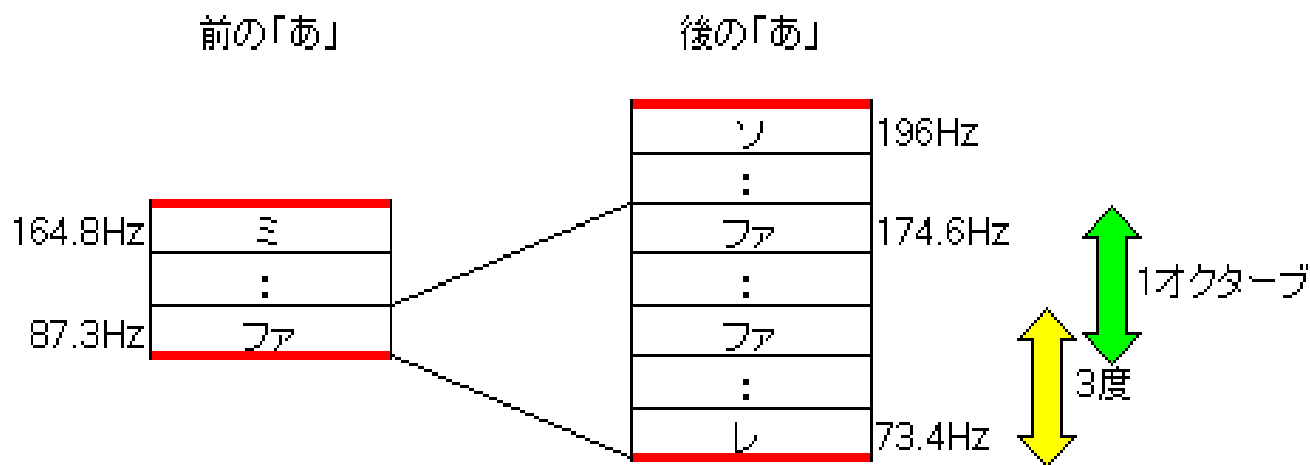 前の「あ」
後の「あ」
ソ 196Hz
:
164.8Hz ミ
ファ 174.6Hz
:
:
1オクターブ
87.3Hz ファ
ファ
:
3度
レ 73.4Hz